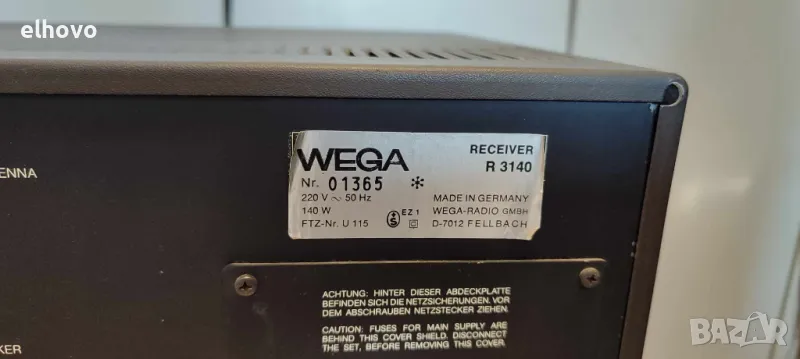 elhovo
WEGA
RECEIVER
R 3140
Nr. 01365 *
220 V ~ 50 Hz
140 W
FTZ-Nr. U 115
EZ 1
MADE IN GERMANY
WEGA-RADIO GMBH
D-7012 FELLBACH
ENNA
ACHTUNG: HINTER DIESER ABDECKPLATTE
BEFINDEN SICH DIE NETZSICHERUNGEN. VOR
DEM ABSCHRAUBEN NETZSTECKER ZIEHEN.
CAUTION: FUSES FOR MAIN SUPPLY ARE
BEHIND THIS COVER SHIELD. DISCONNECT
THE SET, BEFORE REMOVING THIS COVER.
KER
BAZAR